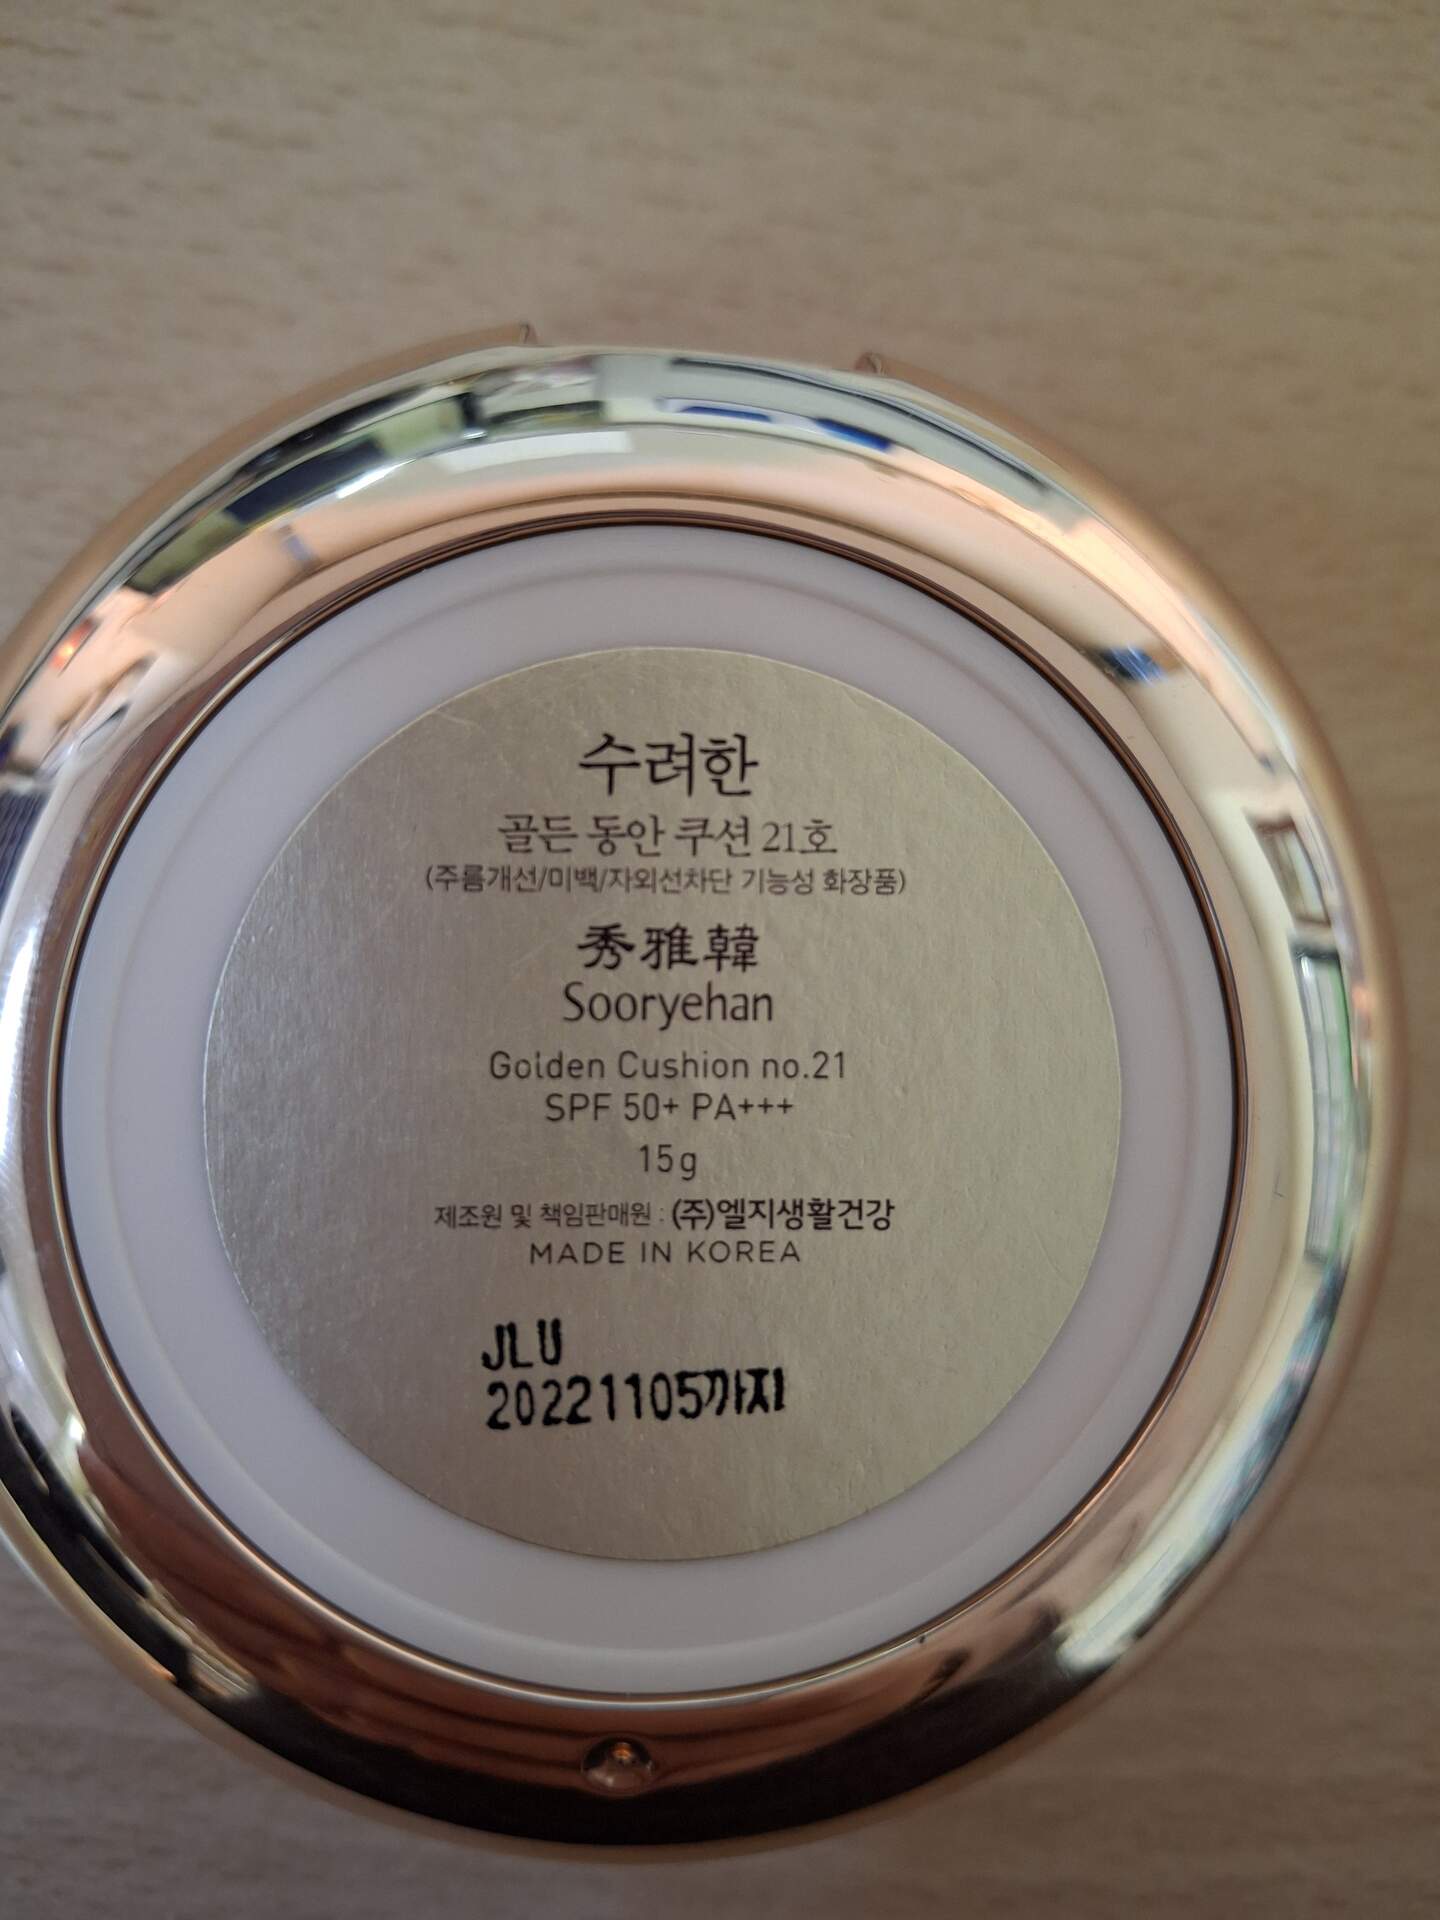 수려한
골든 동안 쿠션 21호
(주름개선/미백/자외선차단 기능성 화장품)
秀雅韓
Sooryehan
Golden Cushion no.21
SPF 50+ PA+++
15g
제조원 및 책임판매원 : (주)엘지생활건강
MADE IN KOREA
JLU
20221105까지